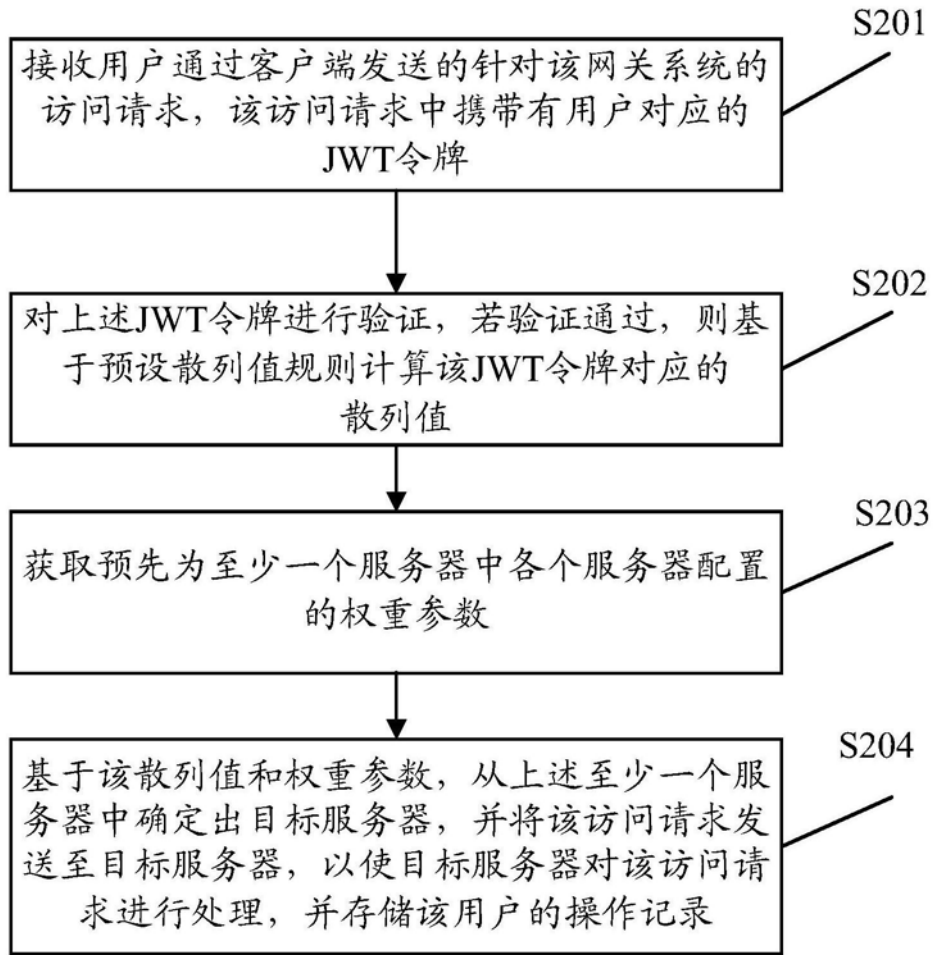 S201
接收用户通过客户端发送的针对该网关系统的
访问请求，该访问请求中携带有用户对应的
JWT令牌
S202
对上述JWT令牌进行验证，若验证通过，则基
于预设散列值规则计算该JWT令牌对应的
散列值
S203
获取预先为至少一个服务器中各个服务器配置
的权重参数
S204
基于该散列值和权重参数，从上述至少一个服
务器中确定出目标服务器，并将该访问请求发
送至目标服务器，以使目标服务器对该访问请
求进行处理，并存储该用户的操作记录